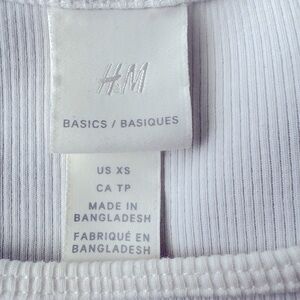 H&M
BASICS / BASIQUES
US XS
CA TP
MADE IN
BANGLADESH
FABRIQUÉ EN
BANGLADESH